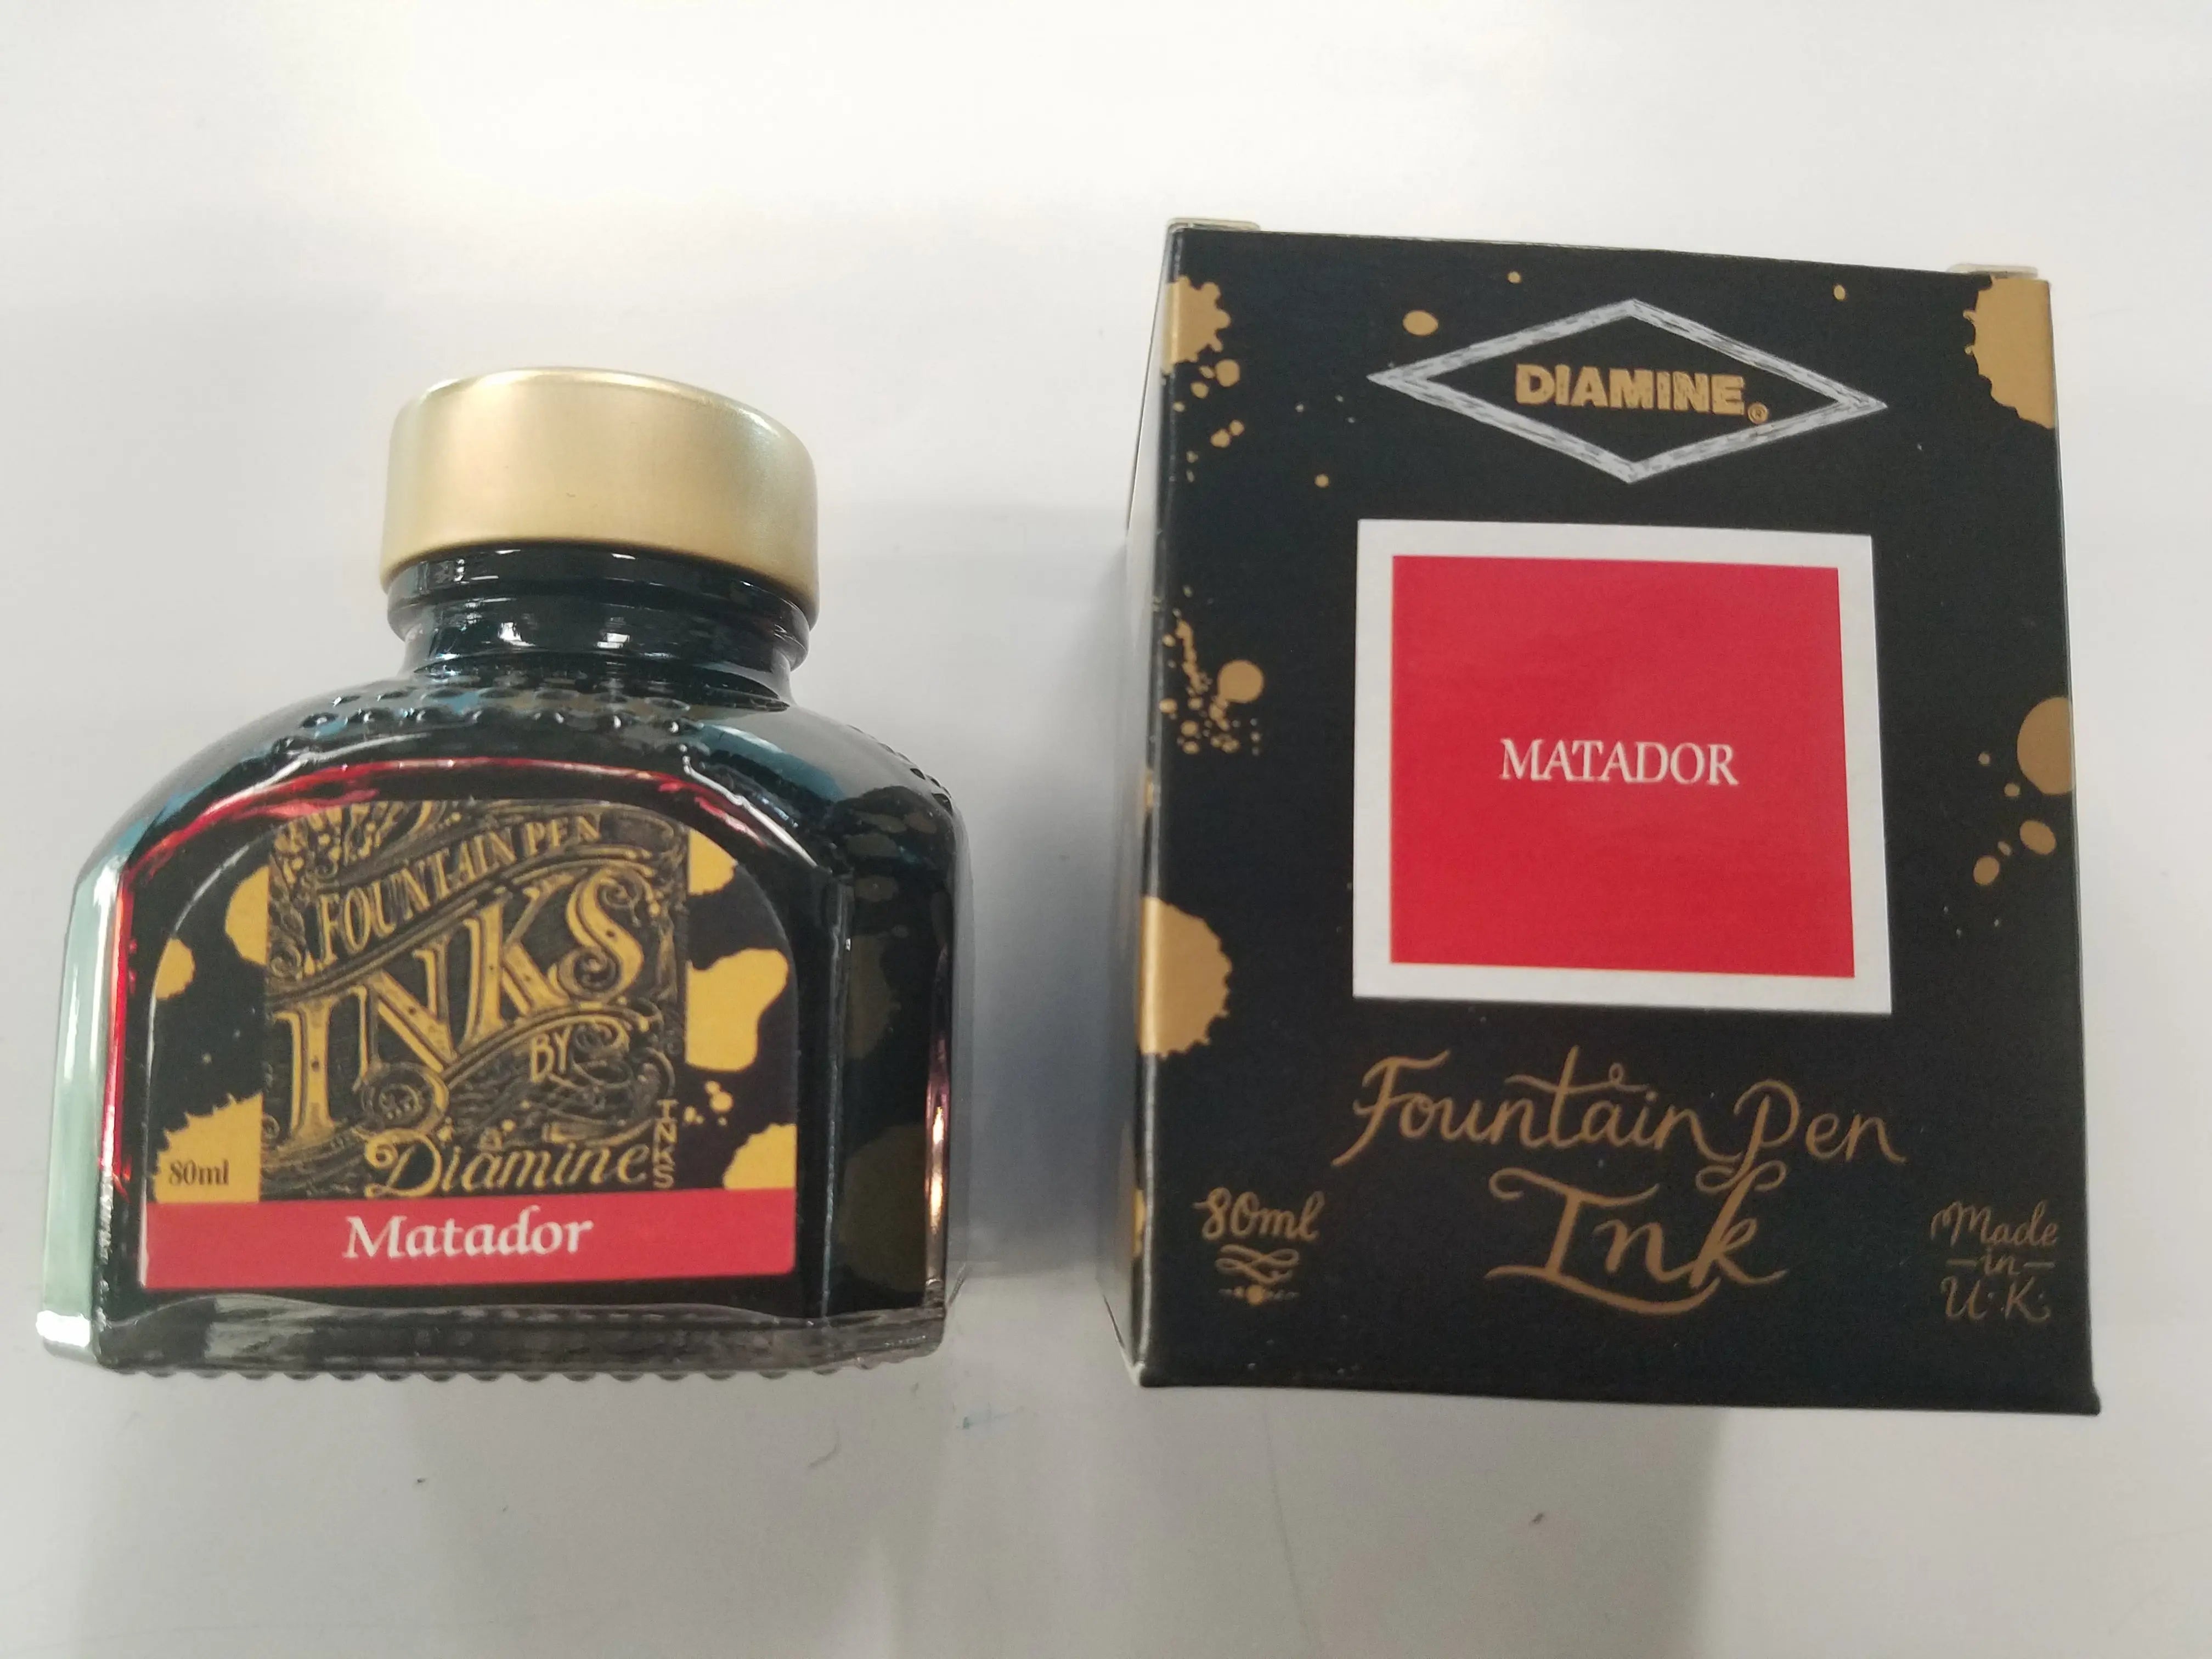 FOUNTAIN PEN
INKS
BY
Diamine
INKS
80ml
Matador
DIAMINE®
MATADOR
Fountain Pen
Ink
80ml
Made
in
U.K.